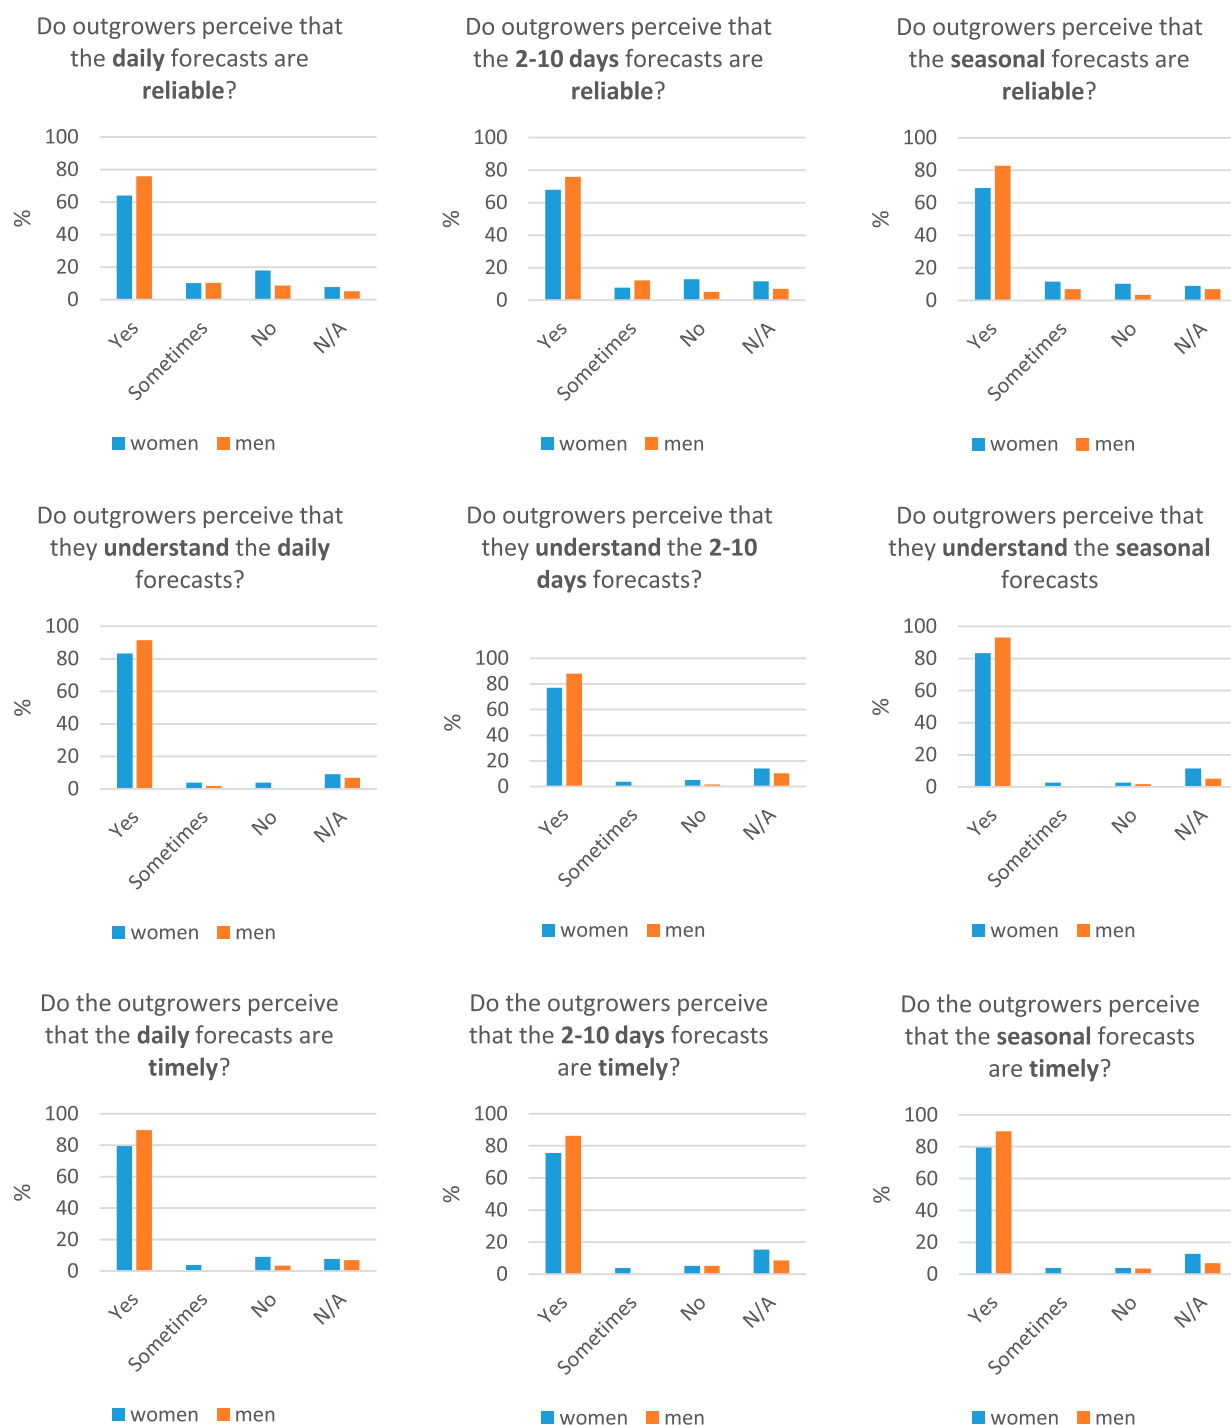 Do outgrowers perceive that
the daily forecasts are
reliable?
100
80
60
40
20
0
%
Yes
Sometimes
No
N/A
women men
Do outgrowers perceive that
the 2-10 days forecasts are
reliable?
100
80
60
40
20
0
%
Yes
Sometimes
No
N/A
women men
Do outgrowers perceive that
the seasonal forecasts are
reliable?
100
80
60
40
20
0
%
Yes
Sometimes
No
N/A
women men
Do outgrowers perceive that
they understand the daily
forecasts?
100
80
60
40
20
0
%
Yes
Sometimes
No
N/A
women men
Do outgrowers perceive that
they understand the 2-10
days forecasts?
100
80
60
40
20
0
%
Yes
Sometimes
No
N/A
women men
Do outgrowers perceive that
they understand the seasonal
forecasts
100
80
60
40
20
0
%
Yes
Sometimes
No
N/A
women men
Do the outgrowers perceive
that the daily forecasts are
timely?
100
80
60
40
20
0
%
Yes
Sometimes
No
N/A
women men
Do the outgrowers perceive
that the 2-10 days forecasts
are timely?
100
80
60
40
20
0
%
Yes
Sometimes
No
N/A
women men
Do the outgrowers perceive
that the seasonal forecasts
are timely?
100
80
60
40
20
0
%
Yes
Sometimes
No
N/A
women men